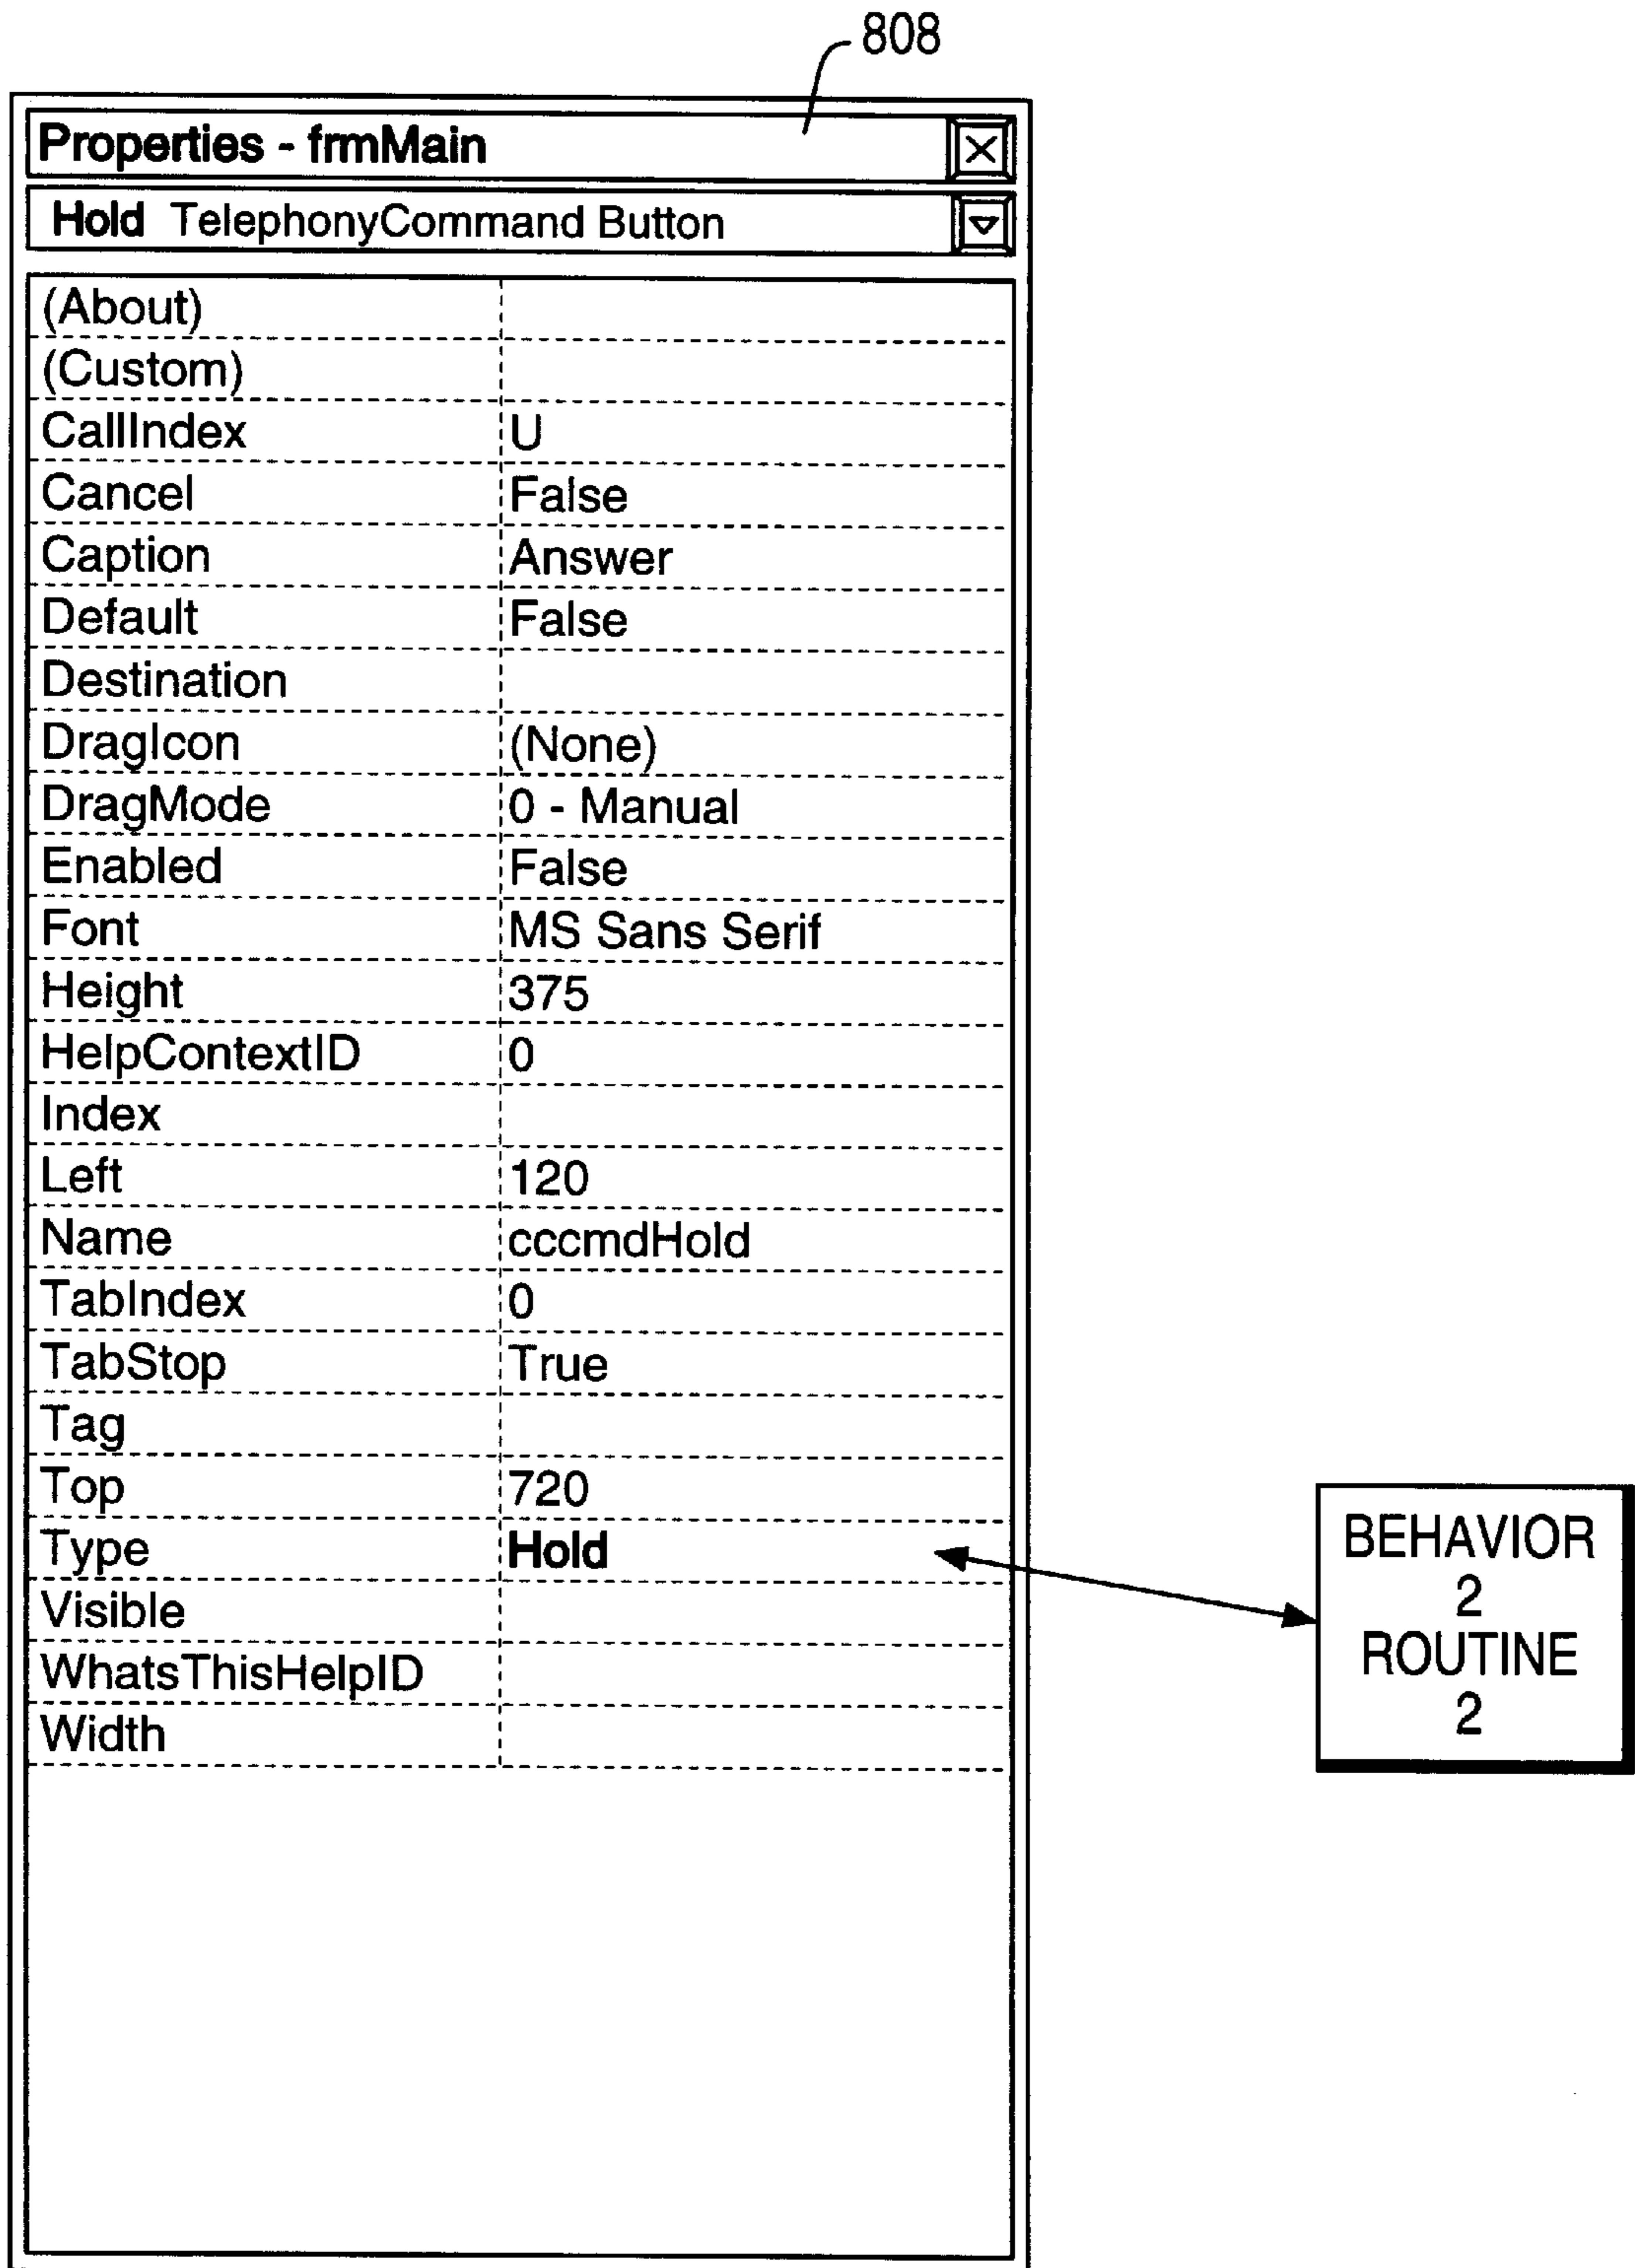 808
Properties - frmMain
Hold TelephonyCommand Button
(About)
(Custom)
CallIndex U
Cancel False
Caption Answer
Default False
Destination
DragIcon (None)
DragMode 0 - Manual
Enabled False
Font MS Sans Serif
Height 375
HelpContextID 0
Index
Left 120
Name cccmdHold
TabIndex 0
TabStop True
Tag
Top 720
Type Hold
Visible
WhatsThisHelpID
Width
BEHAVIOR
2
ROUTINE
2